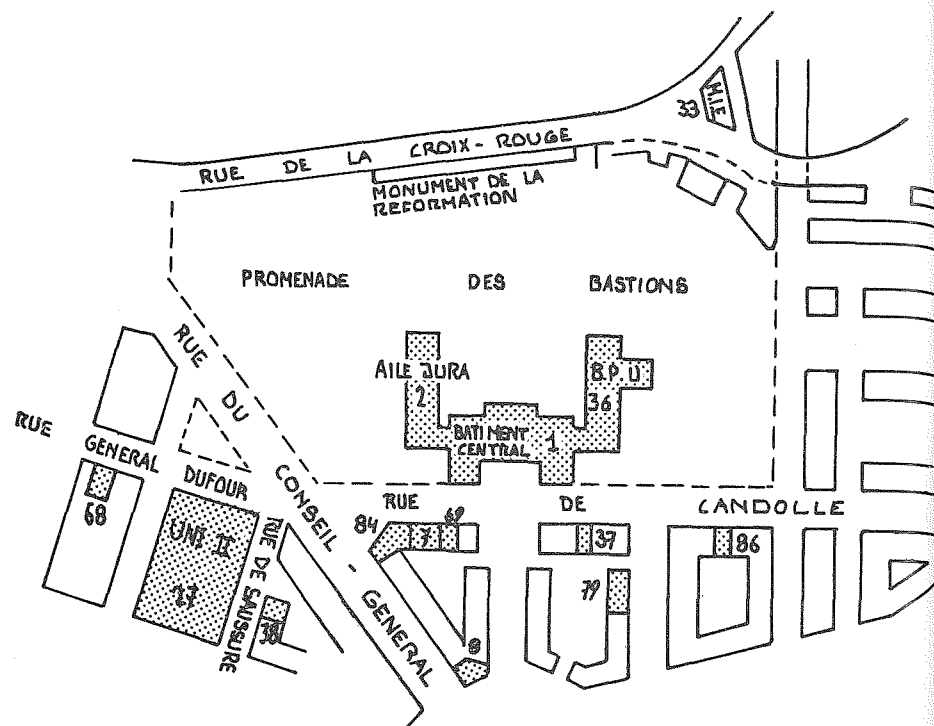 RUE DE LA CROIX-ROUGE
33
M.I.E.
MONUMENT DE LA
REFORMATION
PROMENADE DES BASTIONS
RUE DU CONSEIL-GENERAL
AILE JURA
2
B.P.U
36
BATIMENT
CENTRAL
1
RUE GENERAL DUFOUR
68
UNI II
27
RUE DE SAUSSURE
38
RUE DE CANDOLLE
84
7
69
37
86
79
8